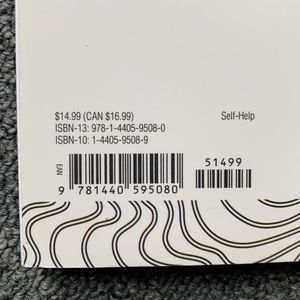 $14.99 (CAN $16.99) Self-Help
ISBN-13: 978-1-4405-9508-0
ISBN-10: 1-4405-9508-9
51499
EAN
9 781440 595080